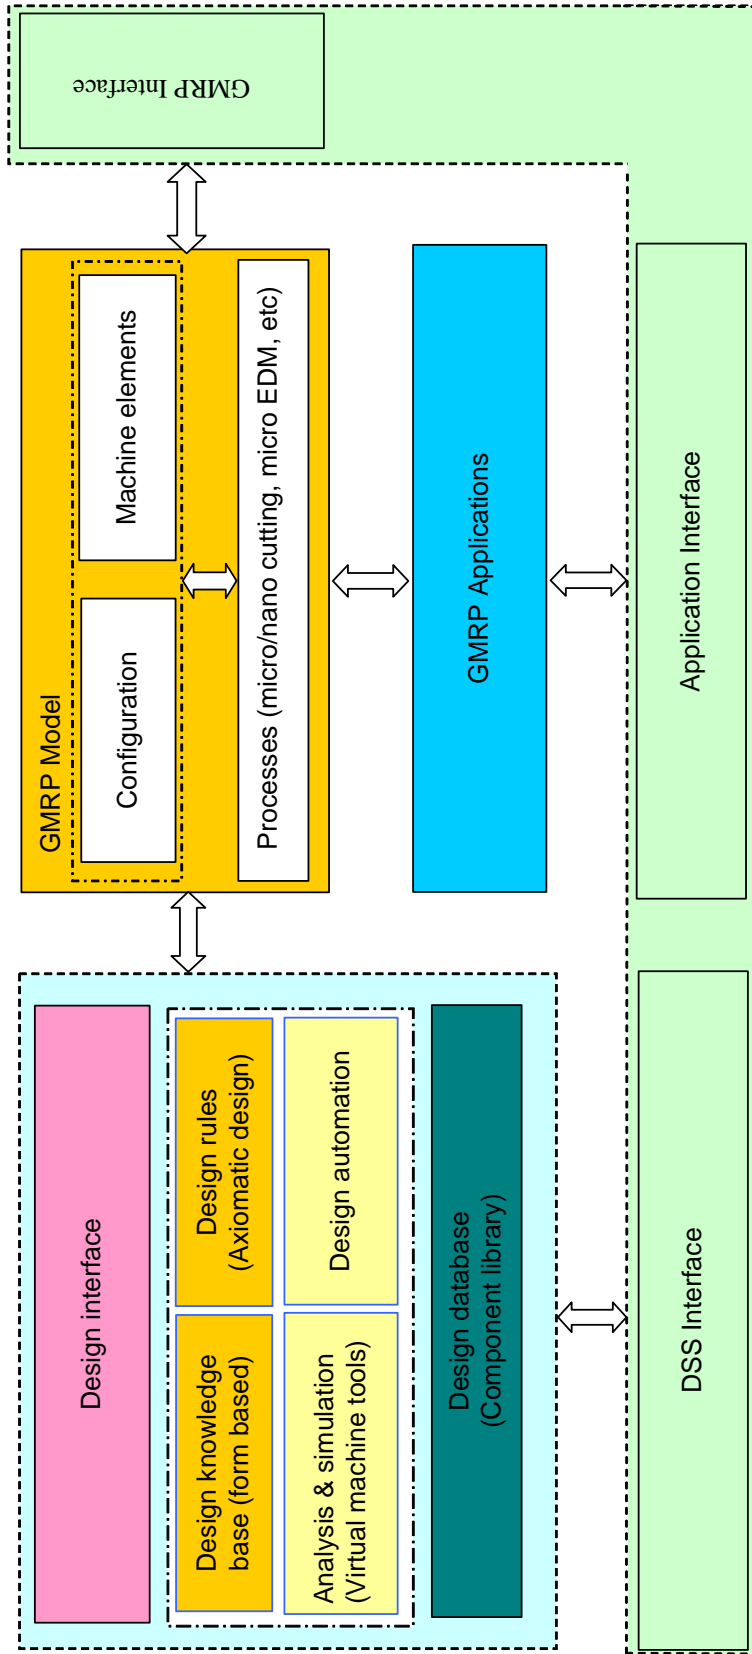 Design interface
Design knowledge
base (form based)
Design rules
(Axiomatic design)
Analysis & simulation
(Virtual machine tools)
Design automation
Design database
(Component library)
GMRP Model
Configuration
Machine elements
Processes (micro/nano cutting, micro EDM, etc)
GMRP Applications
GMRP Interface
DSS Interface
Application Interface